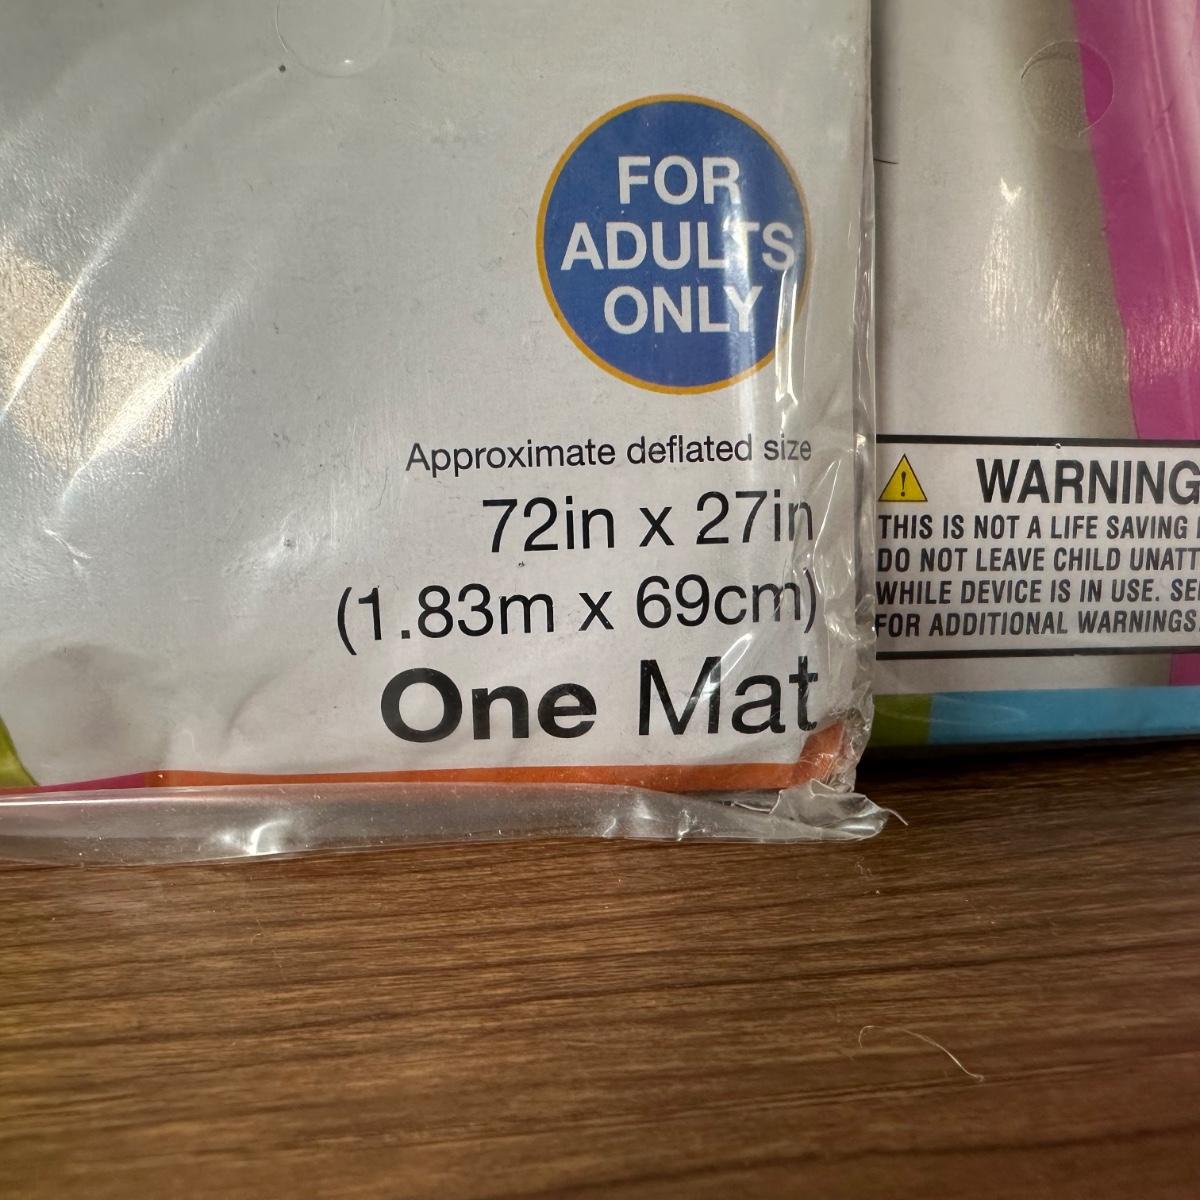 FOR
ADULTS
ONLY
Approximate deflated size
72in x 27in
(1.83m x 69cm)
One Mat
WARNING
THIS IS NOT A LIFE SAVING
DO NOT LEAVE CHILD
WHILE DEVICE IS IN USE.
FOR ADDITIONAL WARNINGS